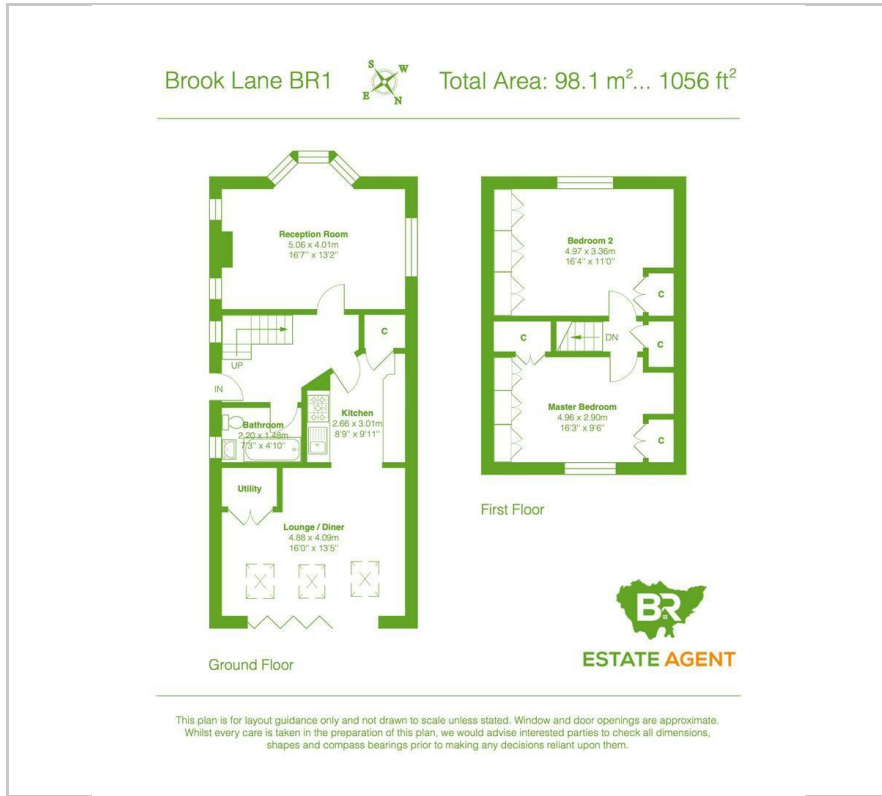 Brook Lane BR1
S
W
E
N
Total Area: 98.1 m²... 1056 ft²
Reception Room
5.06 x 4.01m
16'7" x 13'2"
C
UP
IN
Kitchen
2.66 x 3.01m
8'9" x 9'11"
Bathroom
2.20 x 1.48m
7'3" x 4'10"
Utility
Lounge / Diner
4.88 x 4.09m
16'0" x 13'5"
Ground Floor
Bedroom 2
4.97 x 3.36m
16'4" x 11'0"
C
C
DN
C
Master Bedroom
4.96 x 2.90m
16'3" x 9'6"
C
First Floor
BR
ESTATE AGENT
This plan is for layout guidance only and not drawn to scale unless stated. Window and door openings are approximate.
Whilst every care is taken in the preparation of this plan, we would advise interested parties to check all dimensions,
shapes and compass bearings prior to making any decisions reliant upon them.